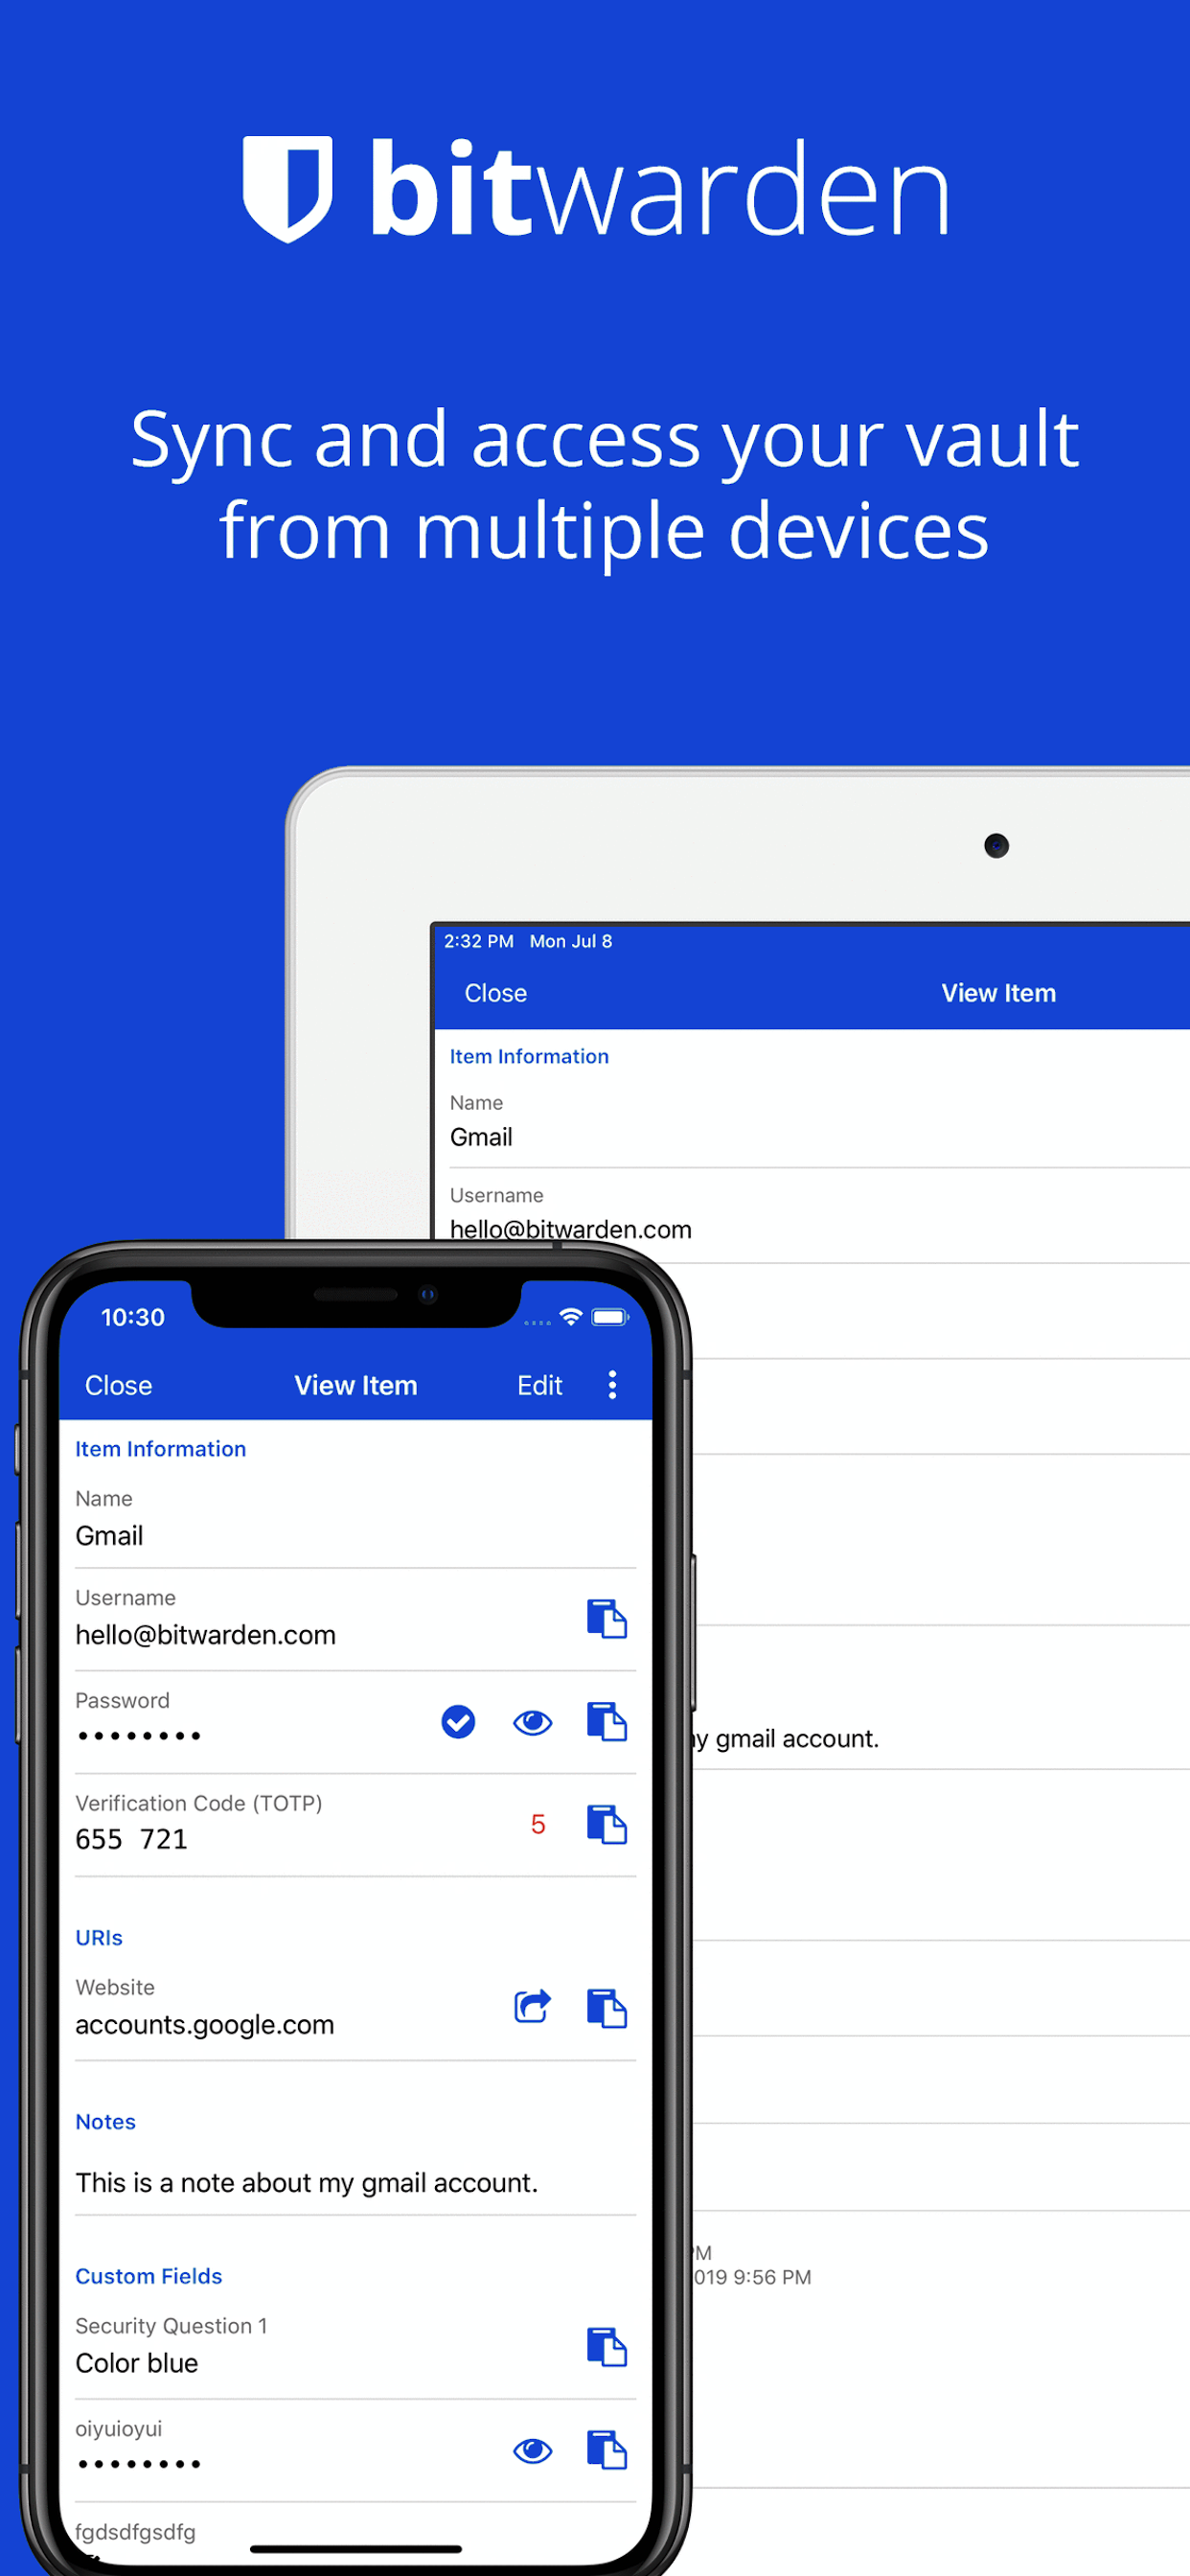 bitwarden
Sync and access your vault
from multiple devices
2:32 PM Mon Jul 8
Close
View Item
Item Information
Name
Gmail
Username
hello@bitwarden.com
10:30
Close
View Item
Edit
Item Information
Name
Gmail
Username
hello@bitwarden.com
Password
Verification Code (TOTP)
655 721
5
URIs
Website
accounts.google.com
Notes
This is a note about my gmail account.
Custom Fields
Security Question 1
Color blue
oiyuioyui
fgdsdfgsdfg
gmail account.
PM
019 9:56 PM